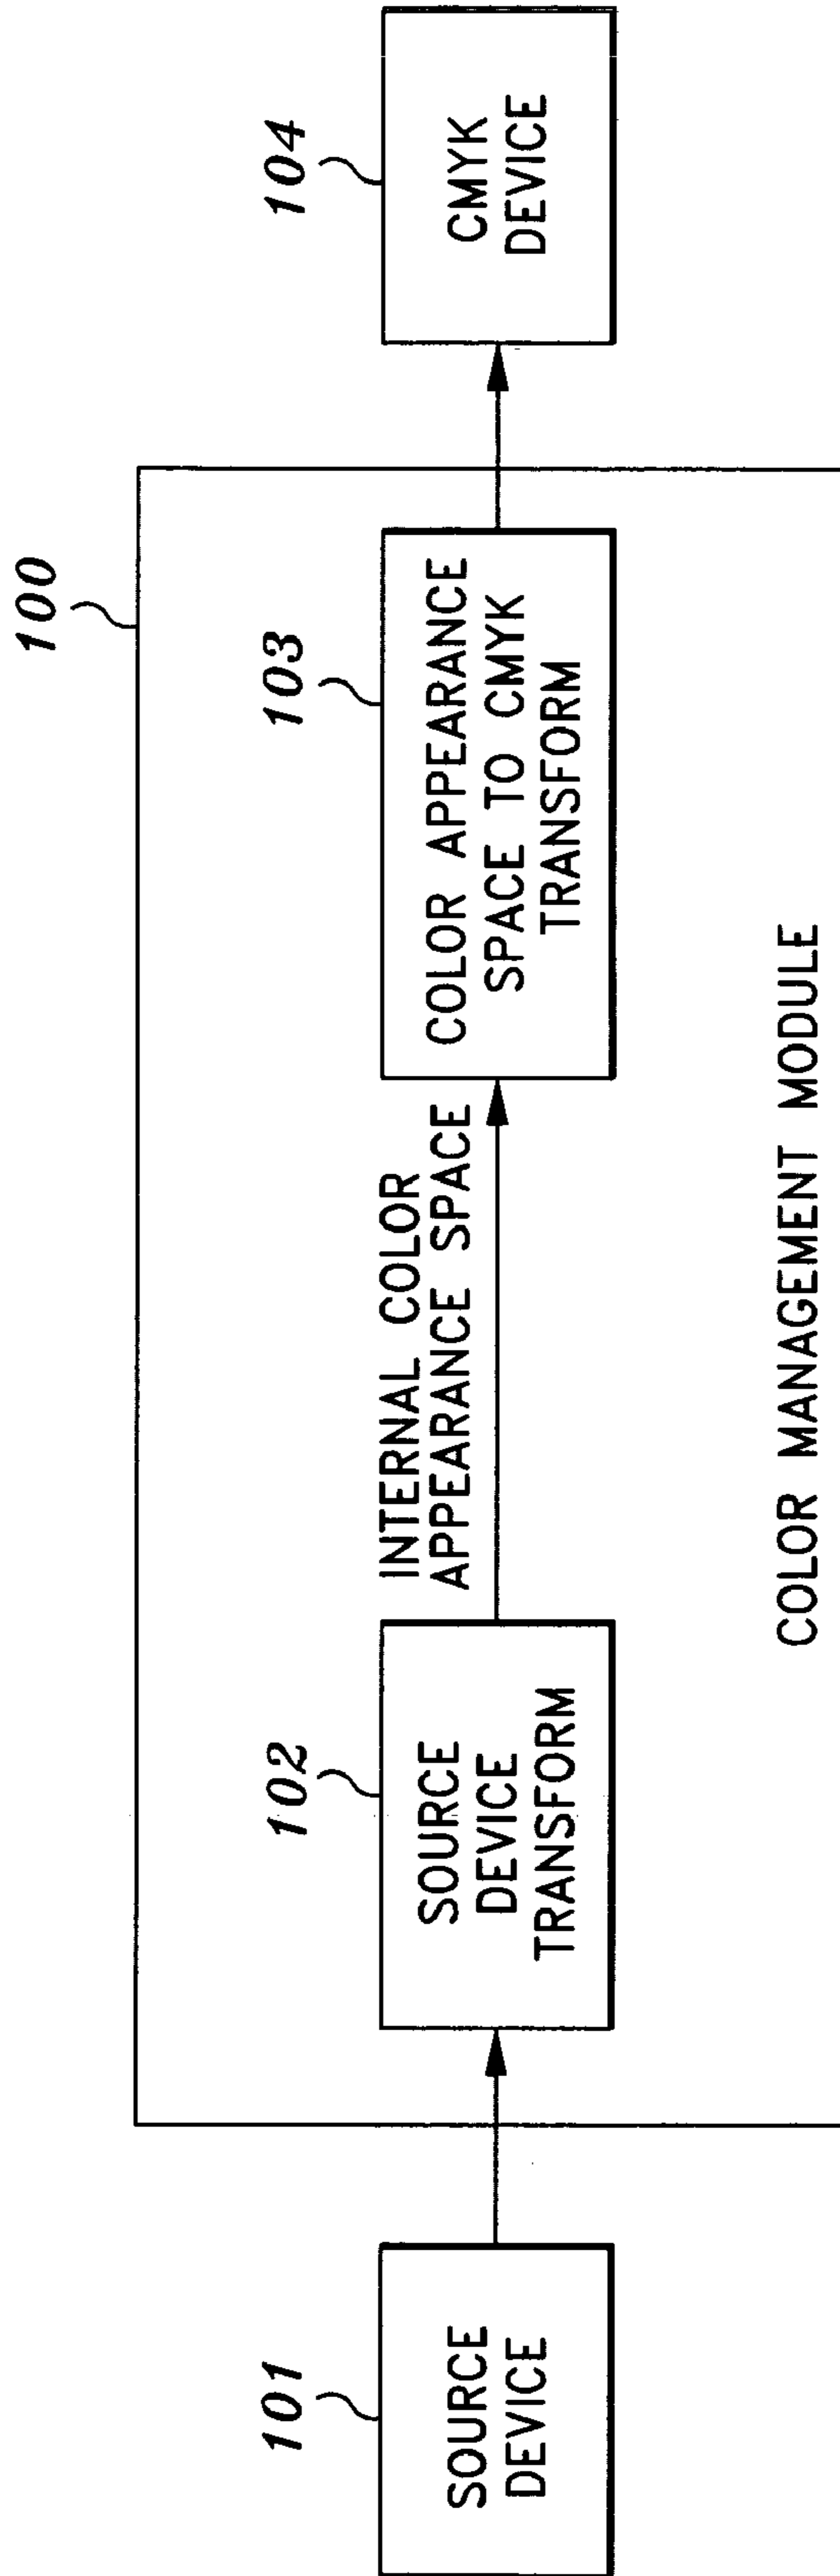 100
101
SOURCE
DEVICE
102
SOURCE
DEVICE
TRANSFORM
INTERNAL COLOR
APPEARANCE SPACE
103
COLOR APPEARANCE
SPACE TO CMYK
TRANSFORM
104
CMYK
DEVICE
COLOR MANAGEMENT MODULE